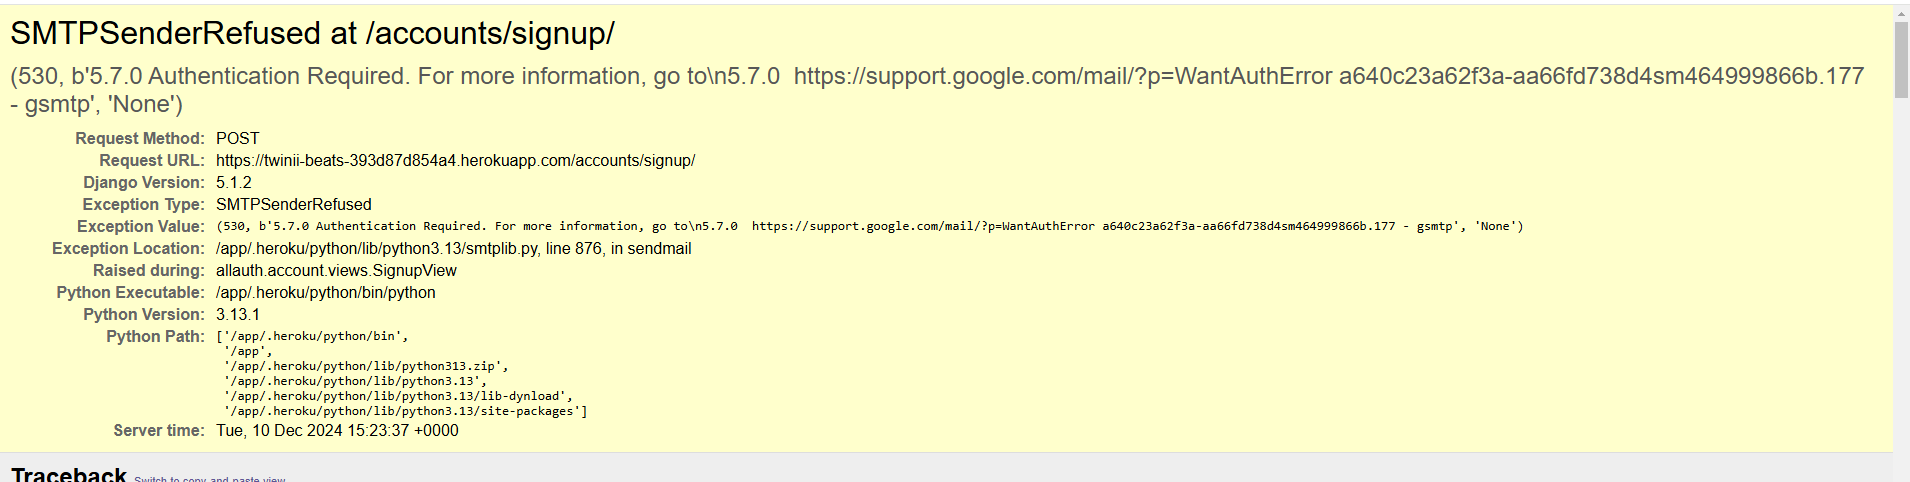 SMTPSenderRefused at /accounts/signup/
(530, b'5.7.0 Authentication Required. For more information, go to\n5.7.0  https://support.google.com/mail/?p=WantAuthError a640c23a62f3a-aa66fd738d4sm464999866b.177
- gsmtp', 'None')
Request Method: POST
Request URL: https://twinii-beats-393d87d854a4.herokuapp.com/accounts/signup/
Django Version: 5.1.2
Exception Type: SMTPSenderRefused
Exception Value: (530, b'5.7.0 Authentication Required. For more information, go to\n5.7.0  https://support.google.com/mail/?p=WantAuthError a640c23a62f3a-aa66fd738d4sm464999866b.177 - gsmtp', 'None')
Exception Location: /app/.heroku/python/lib/python3.13/smtplib.py, line 876, in sendmail
Raised during: allauth.account.views.SignupView
Python Executable: /app/.heroku/python/bin/python
Python Version: 3.13.1
Python Path: ['/app/.heroku/python/bin',
'/app',
'/app/.heroku/python/lib/python313.zip',
'/app/.heroku/python/lib/python3.13',
'/app/.heroku/python/lib/python3.13/lib-dynload',
'/app/.heroku/python/lib/python3.13/site-packages']
Server time: Tue, 10 Dec 2024 15:23:37 +0000
Traceback Switch to copy-and-paste view